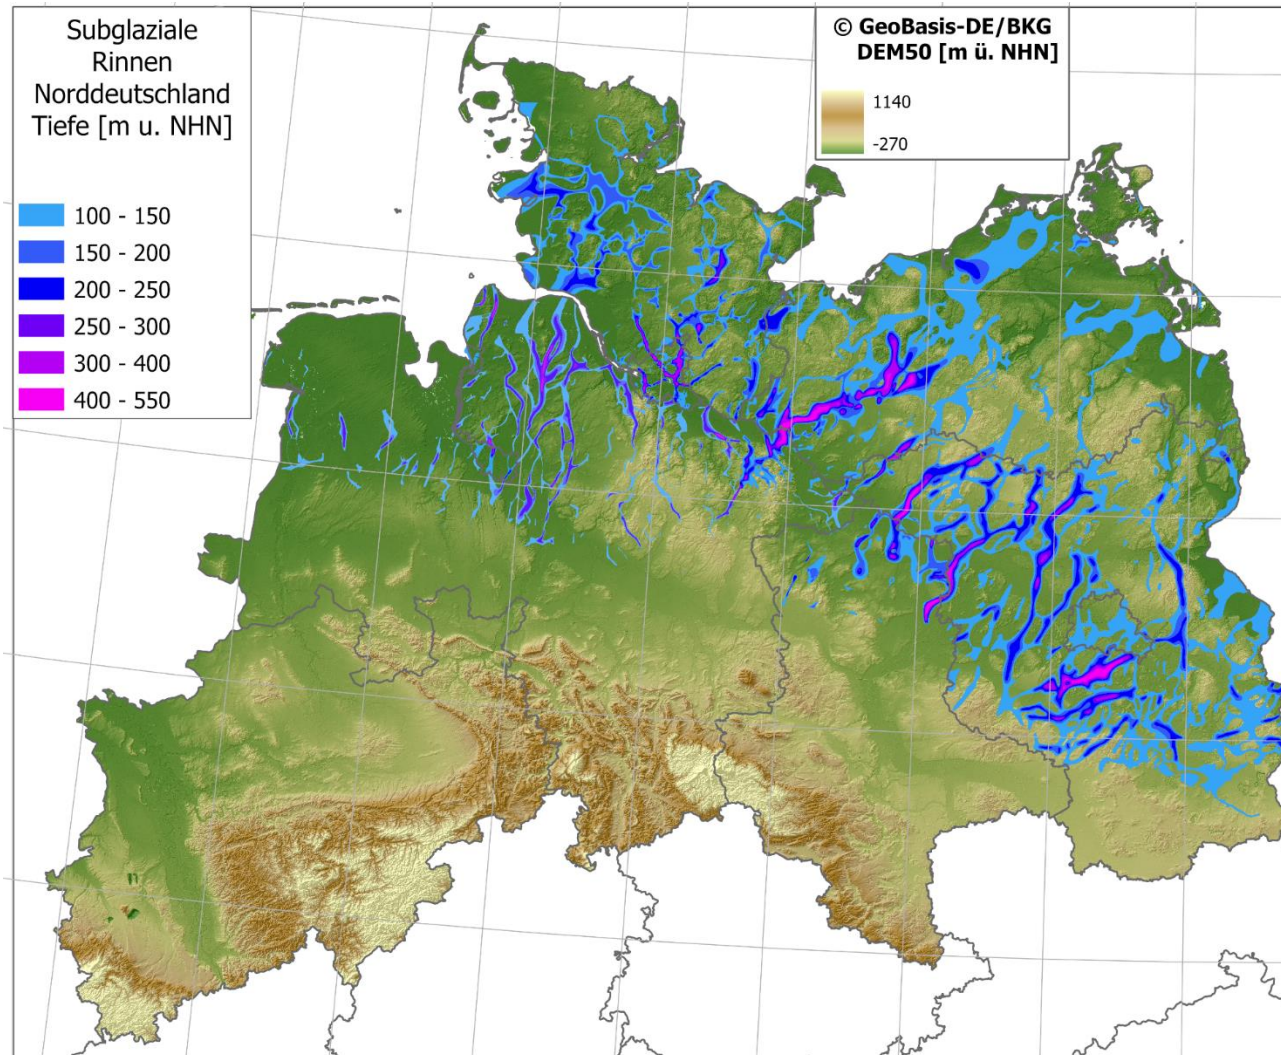 Subglaziale
Rinnen
Norddeutschland
Tiefe [m u. NHN]
100 - 150
150 - 200
200 - 250
250 - 300
300 - 400
400 - 550
© GeoBasis-DE/BKG
DEM50 [m ü. NHN]
1140
-270